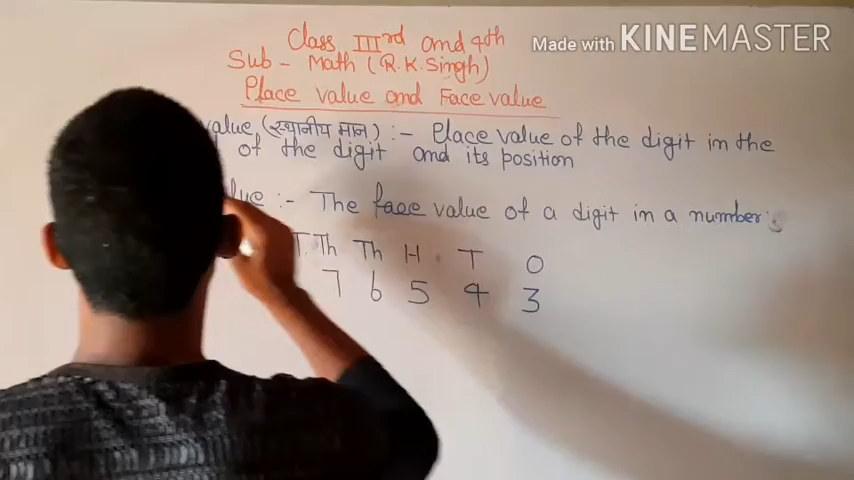 Class IIIrd and 4th
Made with KINEMASTER
Sub - Math (R.K. Singh)
Place value and Face value
value (स्थानीय मान) :- Place value of the digit in the
of the digit and its position
:- The face value of a digit in a number
T.Th Th H T O
7 6 5 4 3